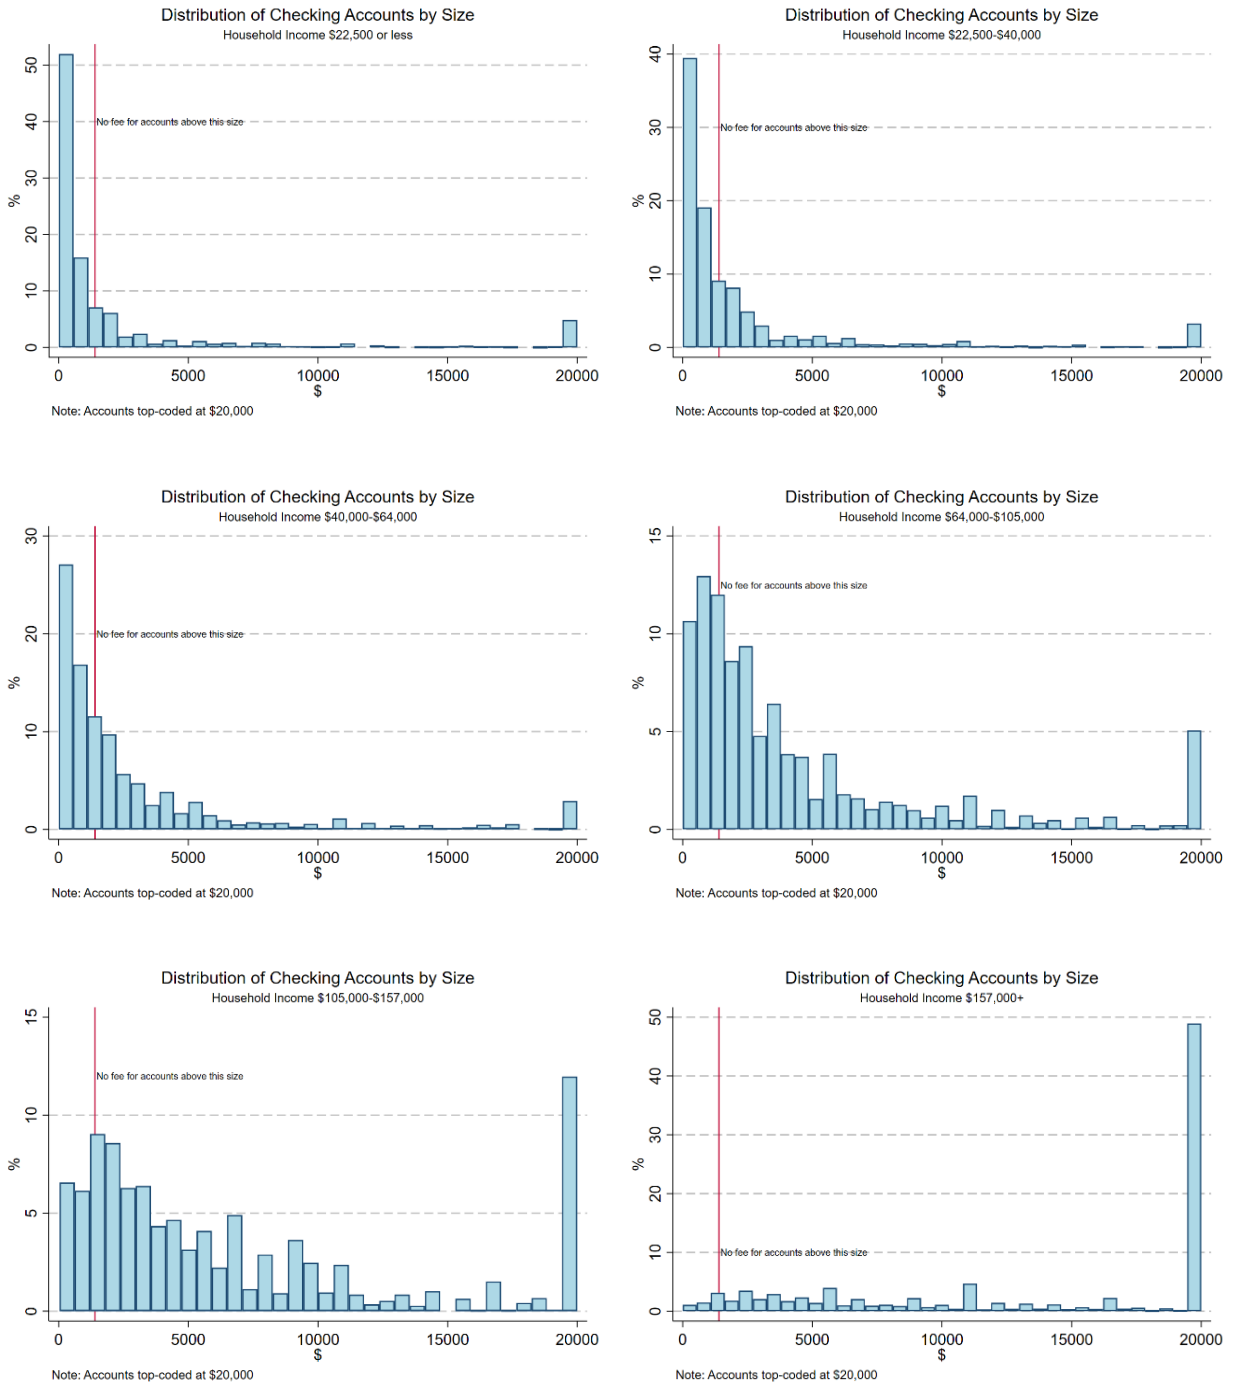 Distribution of Checking Accounts by Size
Household Income $22,500 or less
50
40
30
20
10
0
%
No fee for accounts above this size
0 5000 10000 15000 20000
$
Note: Accounts top-coded at $20,000
Distribution of Checking Accounts by Size
Household Income $22,500-$40,000
40
30
20
10
0
%
No fee for accounts above this size
0 5000 10000 15000 20000
$
Note: Accounts top-coded at $20,000
Distribution of Checking Accounts by Size
Household Income $40,000-$64,000
30
20
10
0
%
No fee for accounts above this size
0 5000 10000 15000 20000
$
Note: Accounts top-coded at $20,000
Distribution of Checking Accounts by Size
Household Income $64,000-$105,000
15
10
5
0
%
No fee for accounts above this size
0 5000 10000 15000 20000
$
Note: Accounts top-coded at $20,000
Distribution of Checking Accounts by Size
Household Income $105,000-$157,000
15
10
5
0
%
No fee for accounts above this size
0 5000 10000 15000 20000
$
Note: Accounts top-coded at $20,000
Distribution of Checking Accounts by Size
Household Income $157,000+
50
40
30
20
10
0
%
No fee for accounts above this size
0 5000 10000 15000 20000
$
Note: Accounts top-coded at $20,000